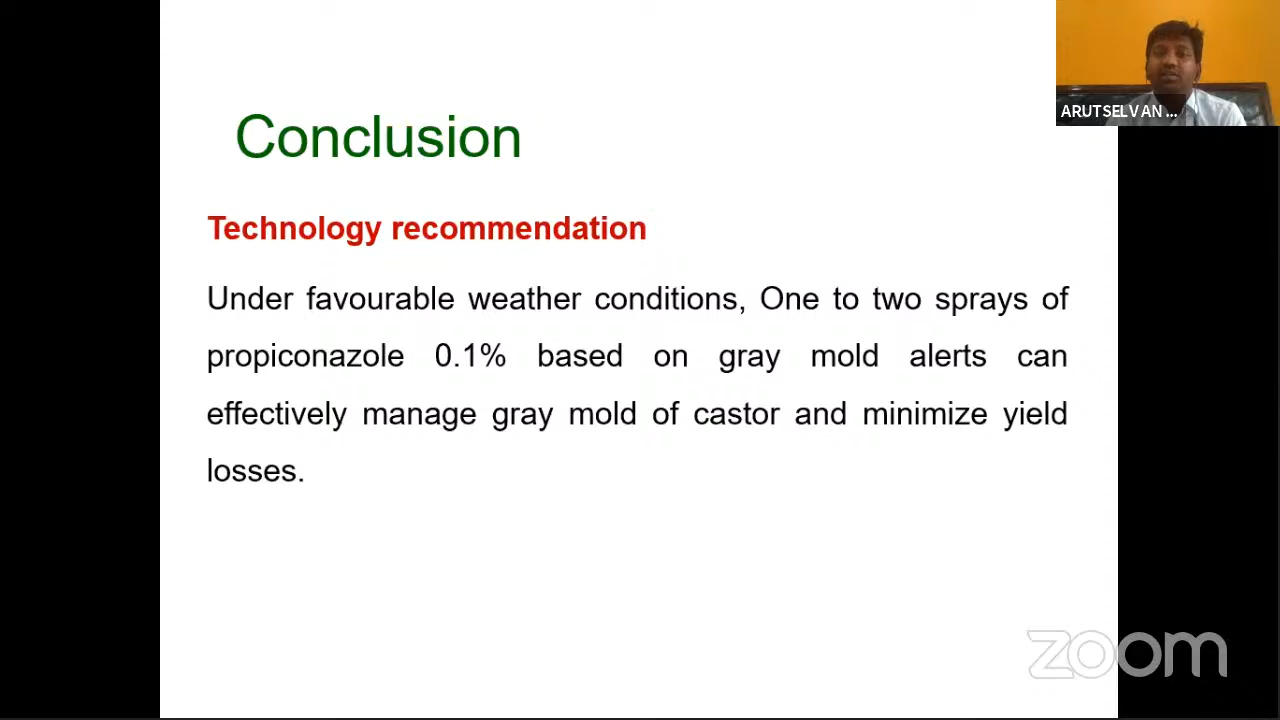 ARUTSELVAN ...
Conclusion
Technology recommendation
Under favourable weather conditions, One to two sprays of
propiconazole 0.1% based on gray mold alerts can
effectively manage gray mold of castor and minimize yield
losses.
zoom